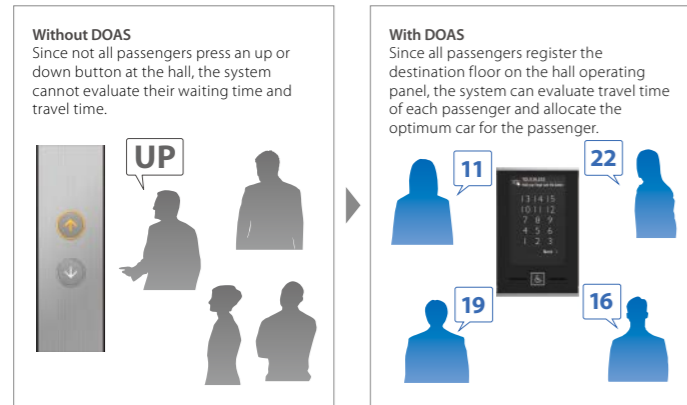 Without DOAS
Since not all passengers press an up or
down button at the hall, the system
cannot evaluate their waiting time and
travel time.
UP
With DOAS
Since all passengers register the
destination floor on the hall operating
panel, the system can evaluate travel time
of each passenger and allocate the
optimum car for the passenger.
11
22
13 14 15
10 11 12
7 8 9
4 5 6
1 2 3
19
16